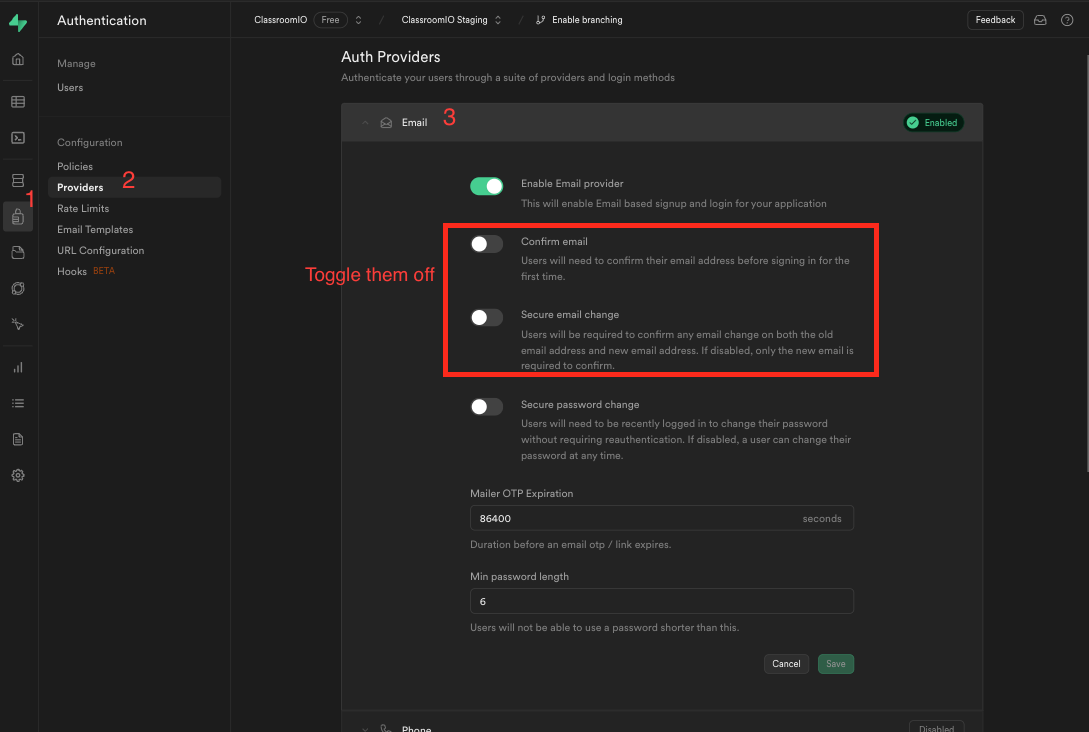 Authentication
ClassroomIO Free / ClassroomIO Staging / Enable branching
Feedback
Manage
Users
Configuration
Policies
Providers
Rate Limits
Email Templates
URL Configuration
Hooks BETA
1
2
Auth Providers
Authenticate your users through a suite of providers and login methods
Email 3
Enabled
Enable Email provider
This will enable Email based signup and login for your application
Toggle them off
Confirm email
Users will need to confirm their email address before signing in for the
first time.
Secure email change
Users will be required to confirm any email change on both the old
email address and new email address. If disabled, only the new email is
required to confirm.
Secure password change
Users will need to be recently logged in to change their password
without requiring reauthentication. If disabled, a user can change their
password at any time.
Mailer OTP Expiration
86400 seconds
Duration before an email otp / link expires.
Min password length
6
Users will not be able to use a password shorter than this.
Cancel Save
Phone
Disabled